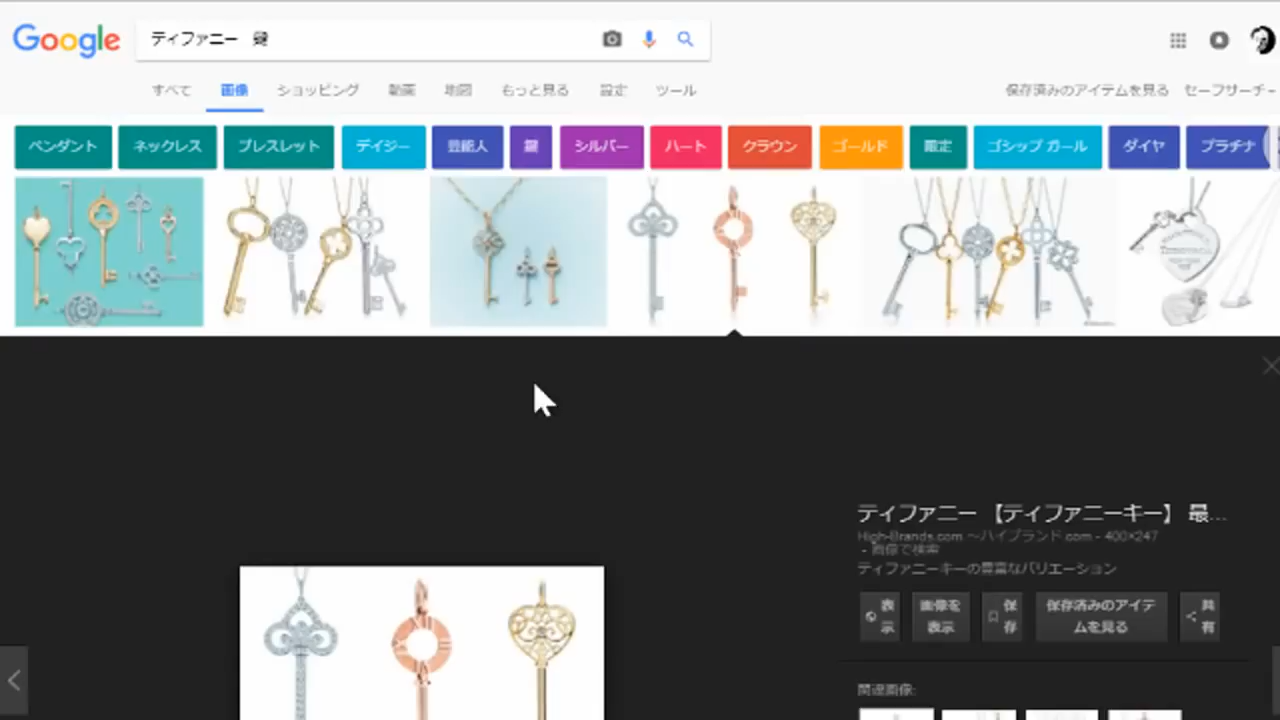 Google
ティファニー　鍵
すべて 画像 ショッピング 動画 地図 もっと見る 設定 ツール
保存済みのアイテムを見る セーフサーチ
ペンダント ネックレス ブレスレット デイジー 芸能人 鍵 シルバー ハート クラウン ゴールド 限定 ゴシップ ガール ダイヤ プラチナ
ティファニー 【ティファニーキー】 最...
High-Brands.com ～ハイブランド.com - 400×247
- 画像で検索
ティファニーキーの豊富なバリエーション
表示 画像を表示 保存 保存済みのアイテムを見る 共有
関連画像: